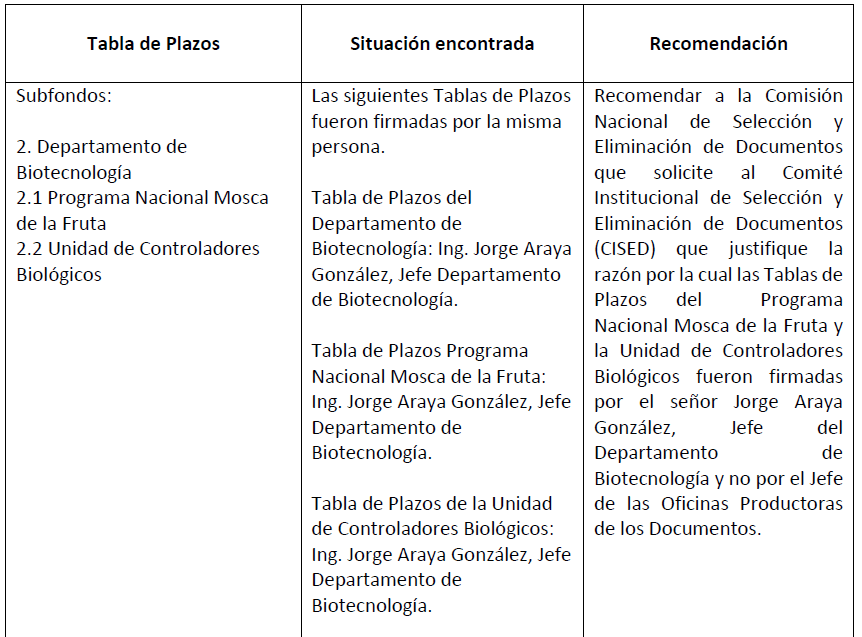 Tabla de Plazos
Situación encontrada
Recomendación
Subfondos:
2. Departamento de
Biotecnología
2.1 Programa Nacional Mosca
de la Fruta
2.2 Unidad de Controladores
Biológicos
Las siguientes Tablas de Plazos
fueron firmadas por la misma
persona.
Tabla de Plazos del
Departamento de
Biotecnología: Ing. Jorge Araya
González, Jefe Departamento
de Biotecnología.
Tabla de Plazos Programa
Nacional Mosca de la Fruta:
Ing. Jorge Araya González, Jefe
Departamento de
Biotecnología.
Tabla de Plazos de la Unidad
de Controladores Biológicos:
Ing. Jorge Araya González, Jefe
Departamento de
Biotecnología.
Recomendar a la Comisión
Nacional de Selección y
Eliminación de Documentos
que solicite al Comité
Institucional de Selección y
Eliminación de Documentos
(CISED) que justifique la
razón por la cual las Tablas de
Plazos del Programa
Nacional Mosca de la Fruta y
la Unidad de Controladores
Biológicos fueron firmadas
por el señor Jorge Araya
González, Jefe del
Departamento de
Biotecnología y no por el Jefe
de las Oficinas Productoras
de los Documentos.